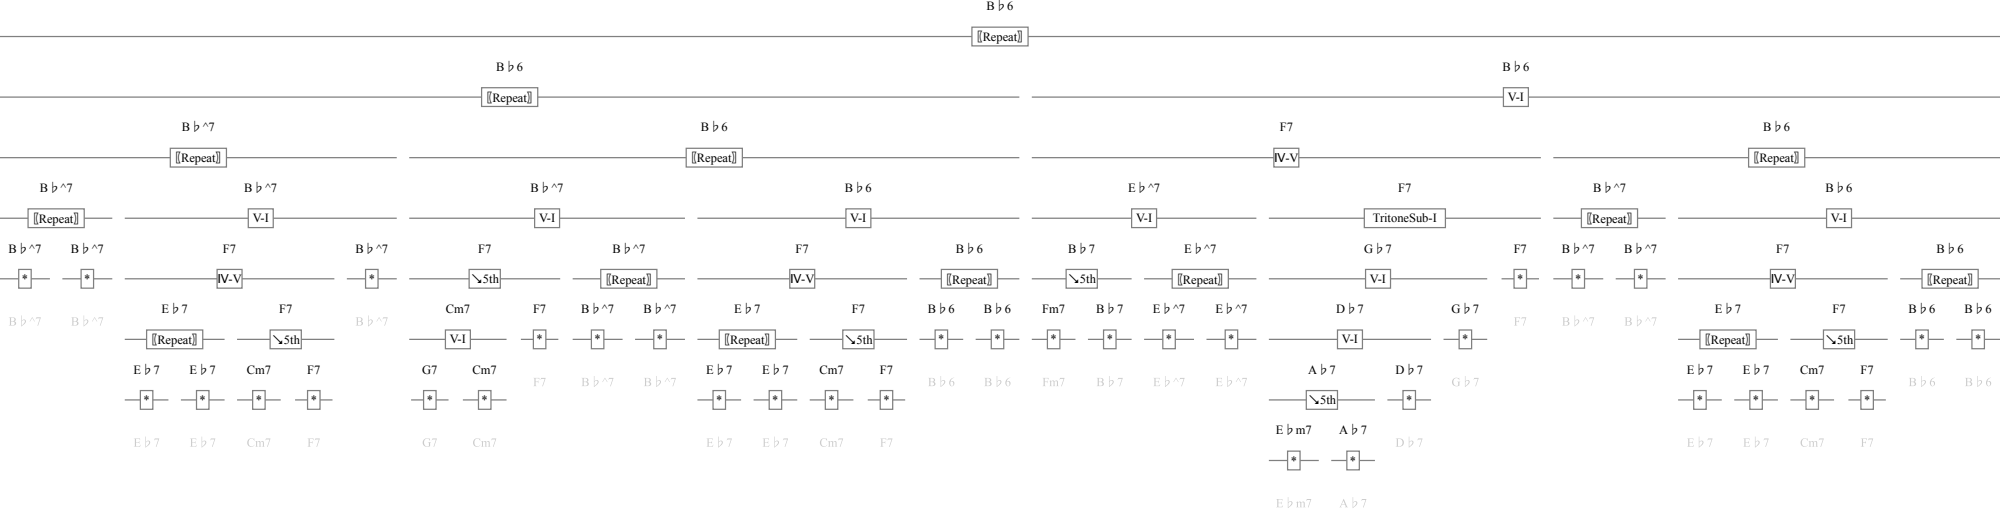 B♭6
⟦Repeat⟧
B♭6 B♭6
⟦Repeat⟧ V-I
B♭^7 B♭6 F7 B♭6
⟦Repeat⟧ ⟦Repeat⟧ Ⅳ-V ⟦Repeat⟧
B♭^7 B♭^7 B♭^7 B♭6 E♭^7 F7 B♭^7 B♭6
⟦Repeat⟧ V-I V-I V-I V-I TritoneSub-I ⟦Repeat⟧ V-I
B♭^7 B♭^7 F7 B♭^7 F7 B♭^7 F7 B♭6 B♭7 E♭^7 G♭7 F7 B♭^7 B♭^7 F7 B♭6
* * Ⅳ-V * ↘5th ⟦Repeat⟧ Ⅳ-V ⟦Repeat⟧ ↘5th ⟦Repeat⟧ V-I * * * Ⅳ-V ⟦Repeat⟧
B♭^7 B♭^7 E♭7 F7 B♭^7 Cm7 F7 B♭^7 B♭^7 E♭7 F7 B♭6 B♭6 Fm7 B♭7 E♭^7 E♭^7 D♭7 G♭7 F7 B♭^7 B♭^7 E♭7 F7 B♭6 B♭6
⟦Repeat⟧ ↘5th V-I * * * ⟦Repeat⟧ ↘5th * * * * * * V-I * ⟦Repeat⟧ ↘5th * *
E♭7 E♭7 Cm7 F7 G7 Cm7 F7 B♭^7 B♭^7 E♭7 E♭7 Cm7 F7 B♭6 B♭6 Fm7 B♭7 E♭^7 E♭^7 A♭7 D♭7 G♭7 E♭7 E♭7 Cm7 F7 B♭6 B♭6
* * * * * * * * * * ↘5th * * * * *
E♭7 E♭7 Cm7 F7 G7 Cm7 E♭7 E♭7 Cm7 F7 E♭m7 A♭7 D♭7 E♭7 E♭7 Cm7 F7
* *
E♭m7 A♭7